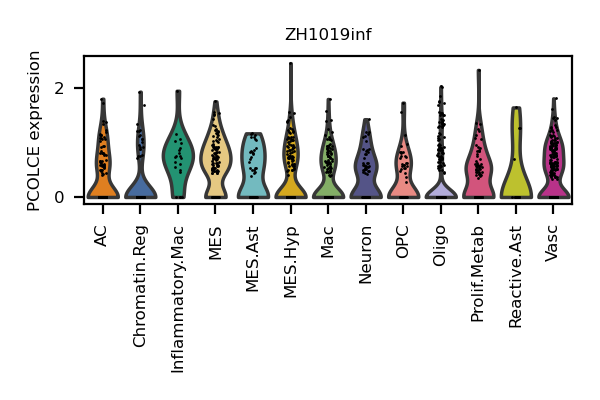 ZH1019inf
PCOLCE expression
2
0
AC
Chromatin.Reg
Inflammatory.Mac
MES
MES.Ast
MES.Hyp
Mac
Neuron
OPC
Oligo
Prolif.Metab
Reactive.Ast
Vasc